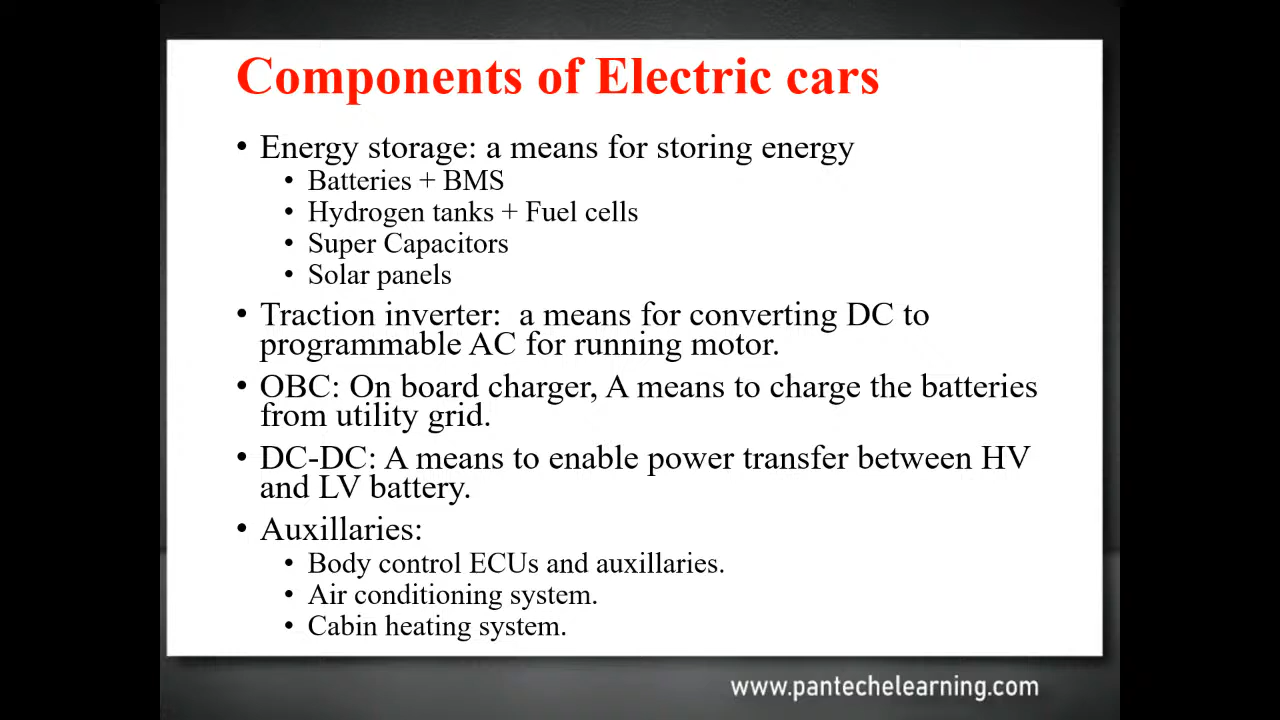 Components of Electric cars
• Energy storage: a means for storing energy
• Batteries + BMS
• Hydrogen tanks + Fuel cells
• Super Capacitors
• Solar panels
• Traction inverter:  a means for converting DC to
programmable AC for running motor.
• OBC: On board charger, A means to charge the batteries
from utility grid.
• DC-DC: A means to enable power transfer between HV
and LV battery.
• Auxillaries:
• Body control ECUs and auxillaries.
• Air conditioning system.
• Cabin heating system.
www.pantechelearning.com